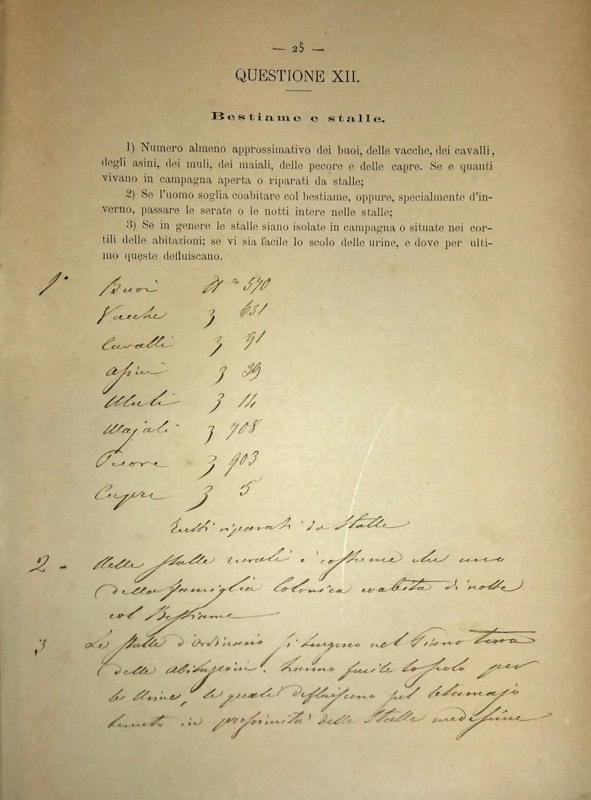 — 25 —
QUESTIONE XII.
Bestiame e stalle.
1) Numero almeno approssimativo dei buoi, delle vacche, dei cavalli,
degli asini, dei muli, dei maiali, delle pecore e delle capre. Se e quanti
vivano in campagna aperta o riparati da stalle;
2) Se l'uomo soglia coabitare col bestiame, oppure, specialmente d'in-
verno, passare le serate o le notti intere nelle stalle;
3) Se in genere le stalle siano isolate in campagna o situate nei cor-
tili delle abitazioni; se vi sia facile lo scolo delle urine, e dove per ulti-
mo queste defluiscano.
1° Buoi N° 570
Vacche " 651
Cavalli " 91
Asini " 39
Muli " 14
Majali " 708
Pecore " 903
Capre " 5
Tutti riparati da Stalle
2 - Nelle stalle rurali è costume che uno
della famiglia Colonica coabita di notte
col Bestiame
3 Le stalle d'ordinario si tengono nel Piano terra
delle abitazioni. hanno facile lo scolo per
le Urine, le quali defluiscono nel letamajo
tenuto in prossimità delle Stalle medesime